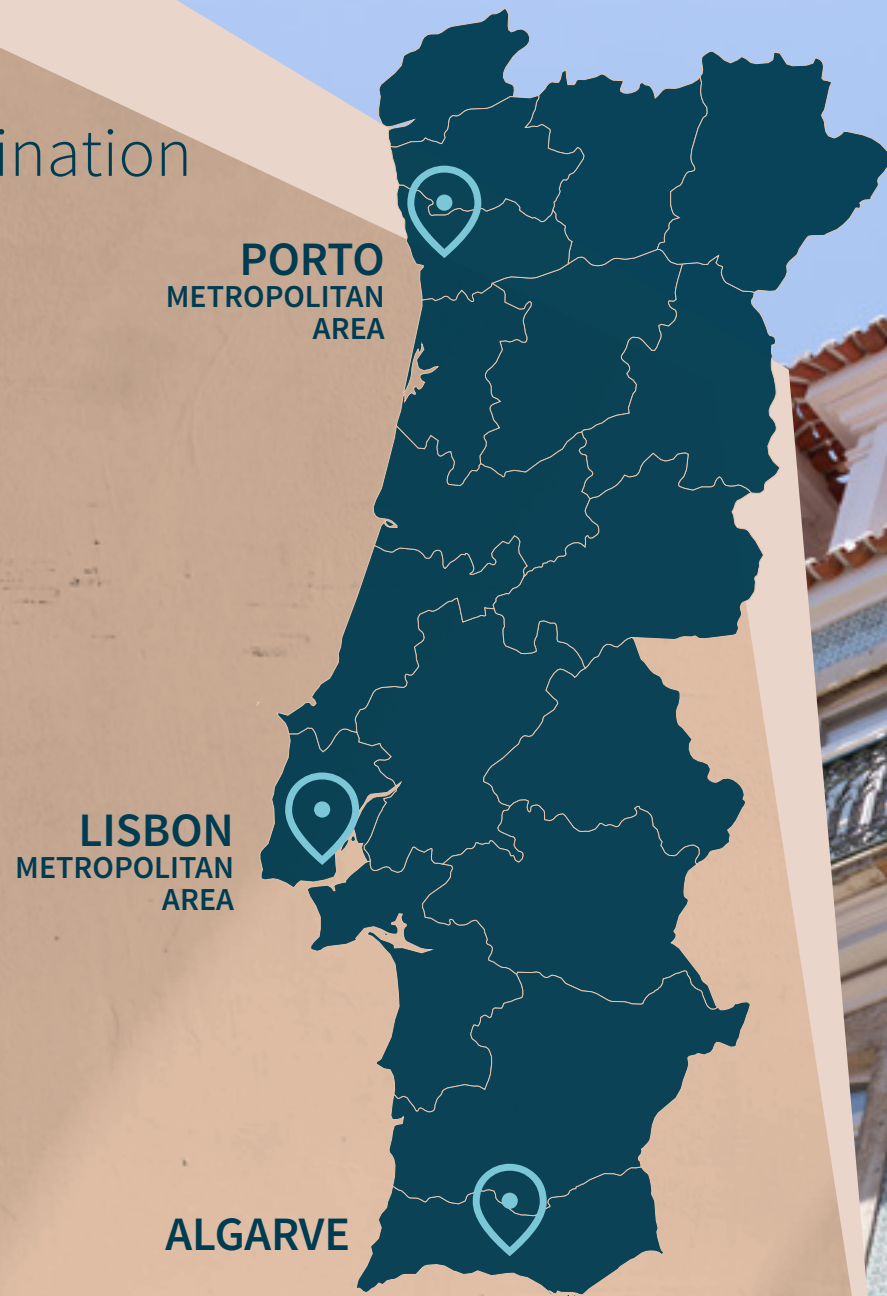 ination
PORTO
METROPOLITAN
AREA
LISBON
METROPOLITAN
AREA
ALGARVE